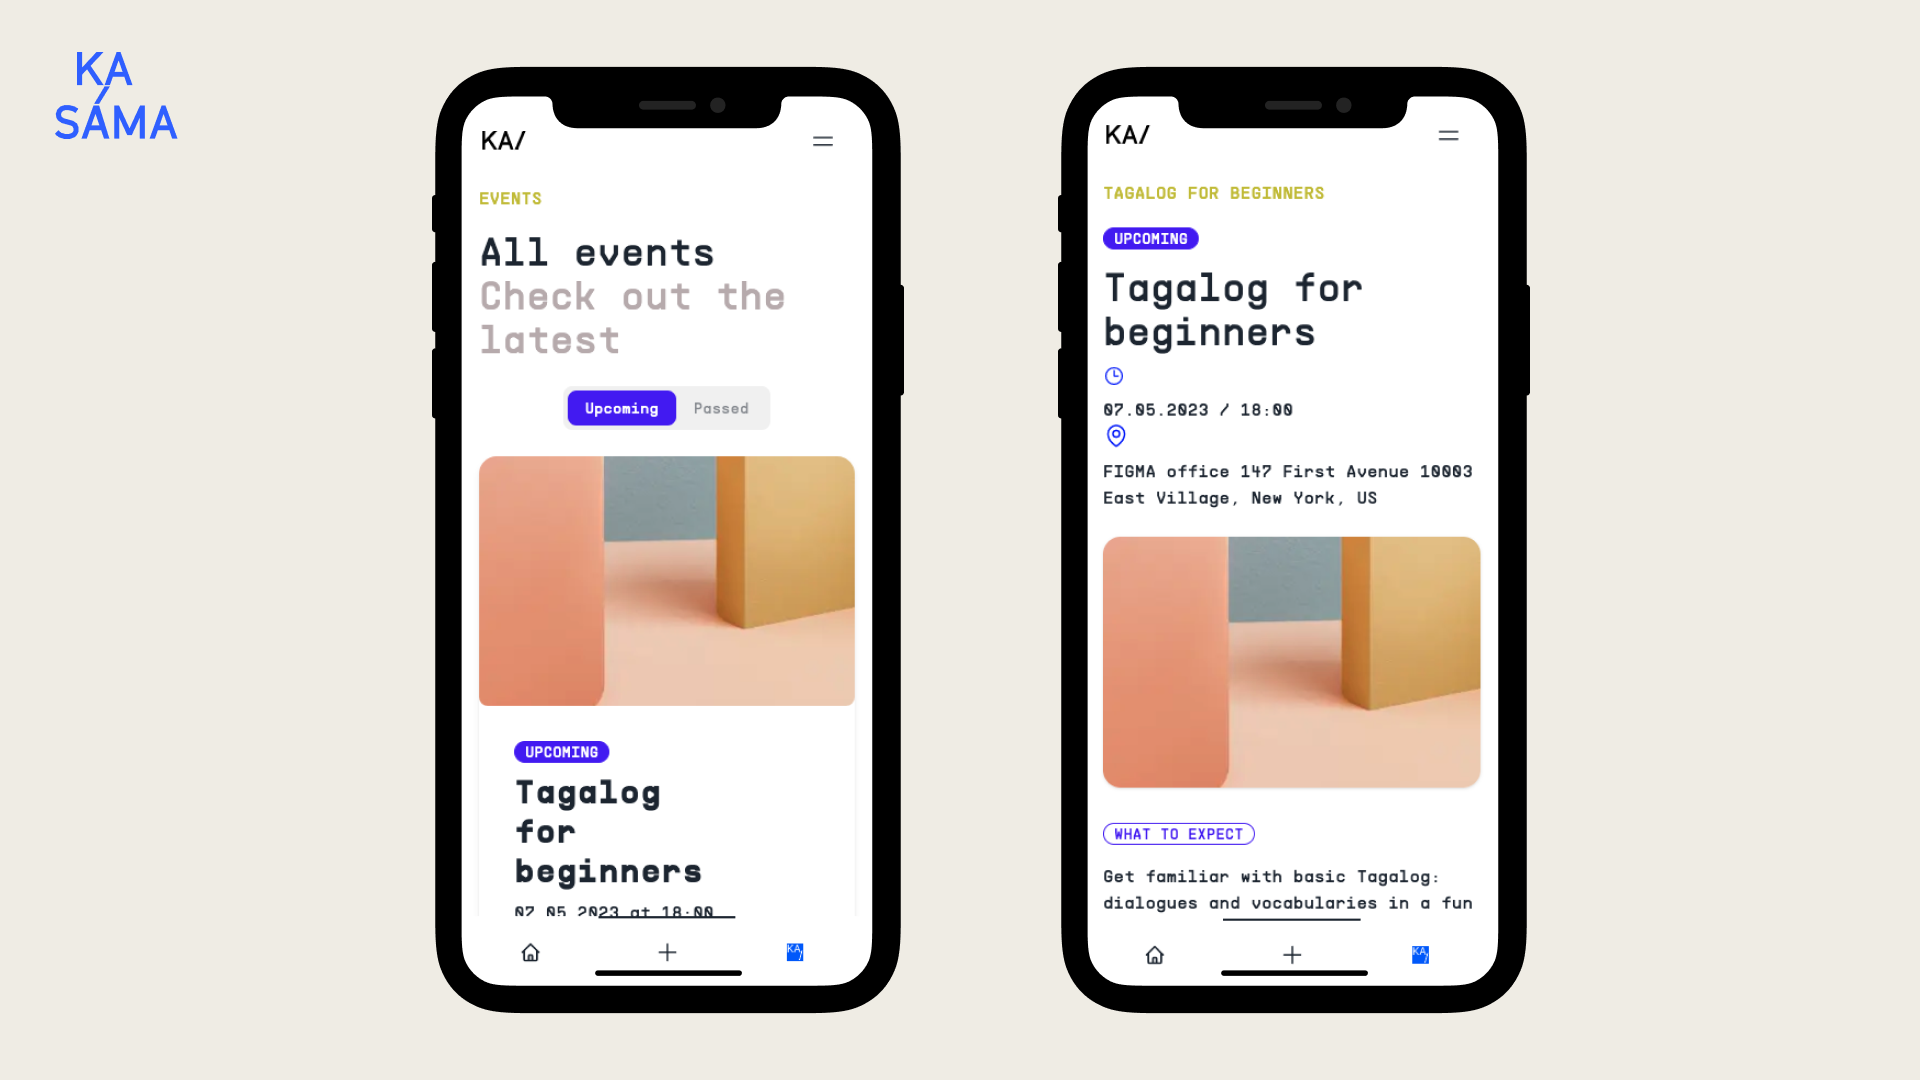 KA
/
SAMA
KA/
EVENTS
All events
Check out the
latest
Upcoming
Passed
UPCOMING
Tagalog
for
beginners
07.05.2023 at 18:00
KA/
KA/
TAGALOG FOR BEGINNERS
UPCOMING
Tagalog for
beginners
07.05.2023 / 18:00
FIGMA office 147 First Avenue 10003
East Village, New York, US
WHAT TO EXPECT
Get familiar with basic Tagalog:
dialogues and vocabularies in a fun
KA/